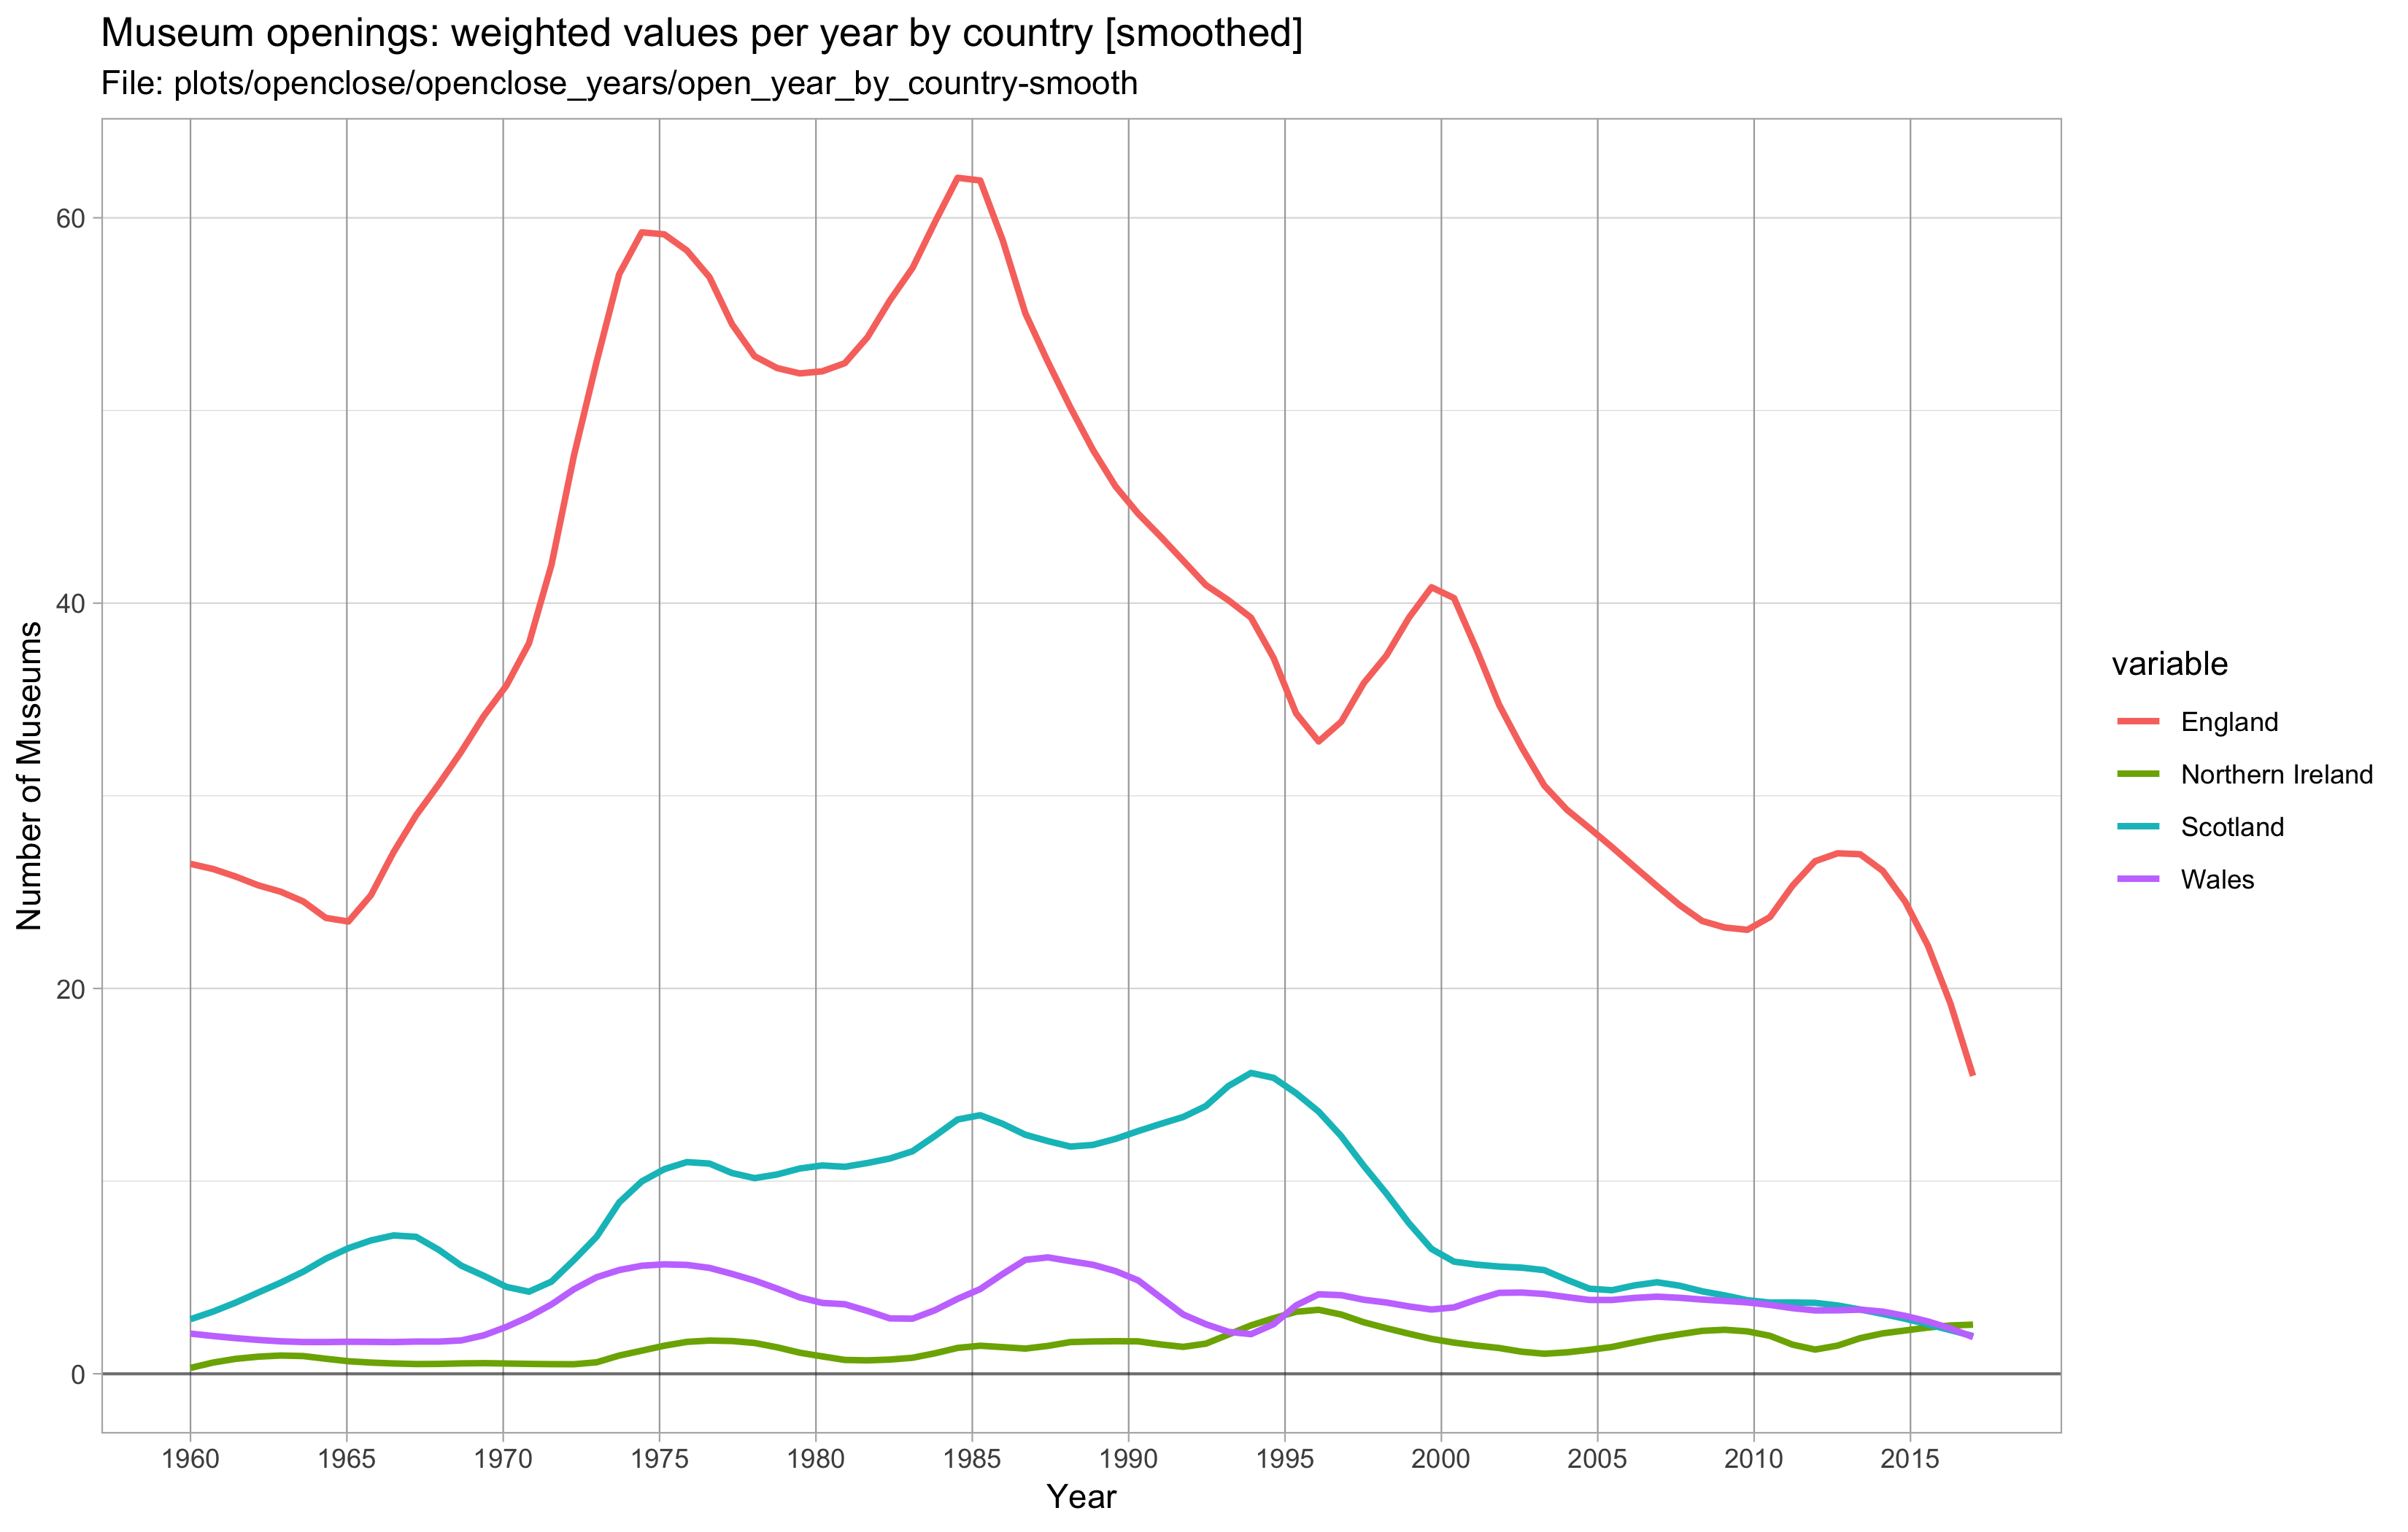 Museum openings: weighted values per year by country [smoothed]
File: plots/openclose/openclose_years/open_year_by_country-smooth
Number of Museums
60
40
20
0
1960 1965 1970 1975 1980 1985 1990 1995 2000 2005 2010 2015
Year
variable
England
Northern Ireland
Scotland
Wales